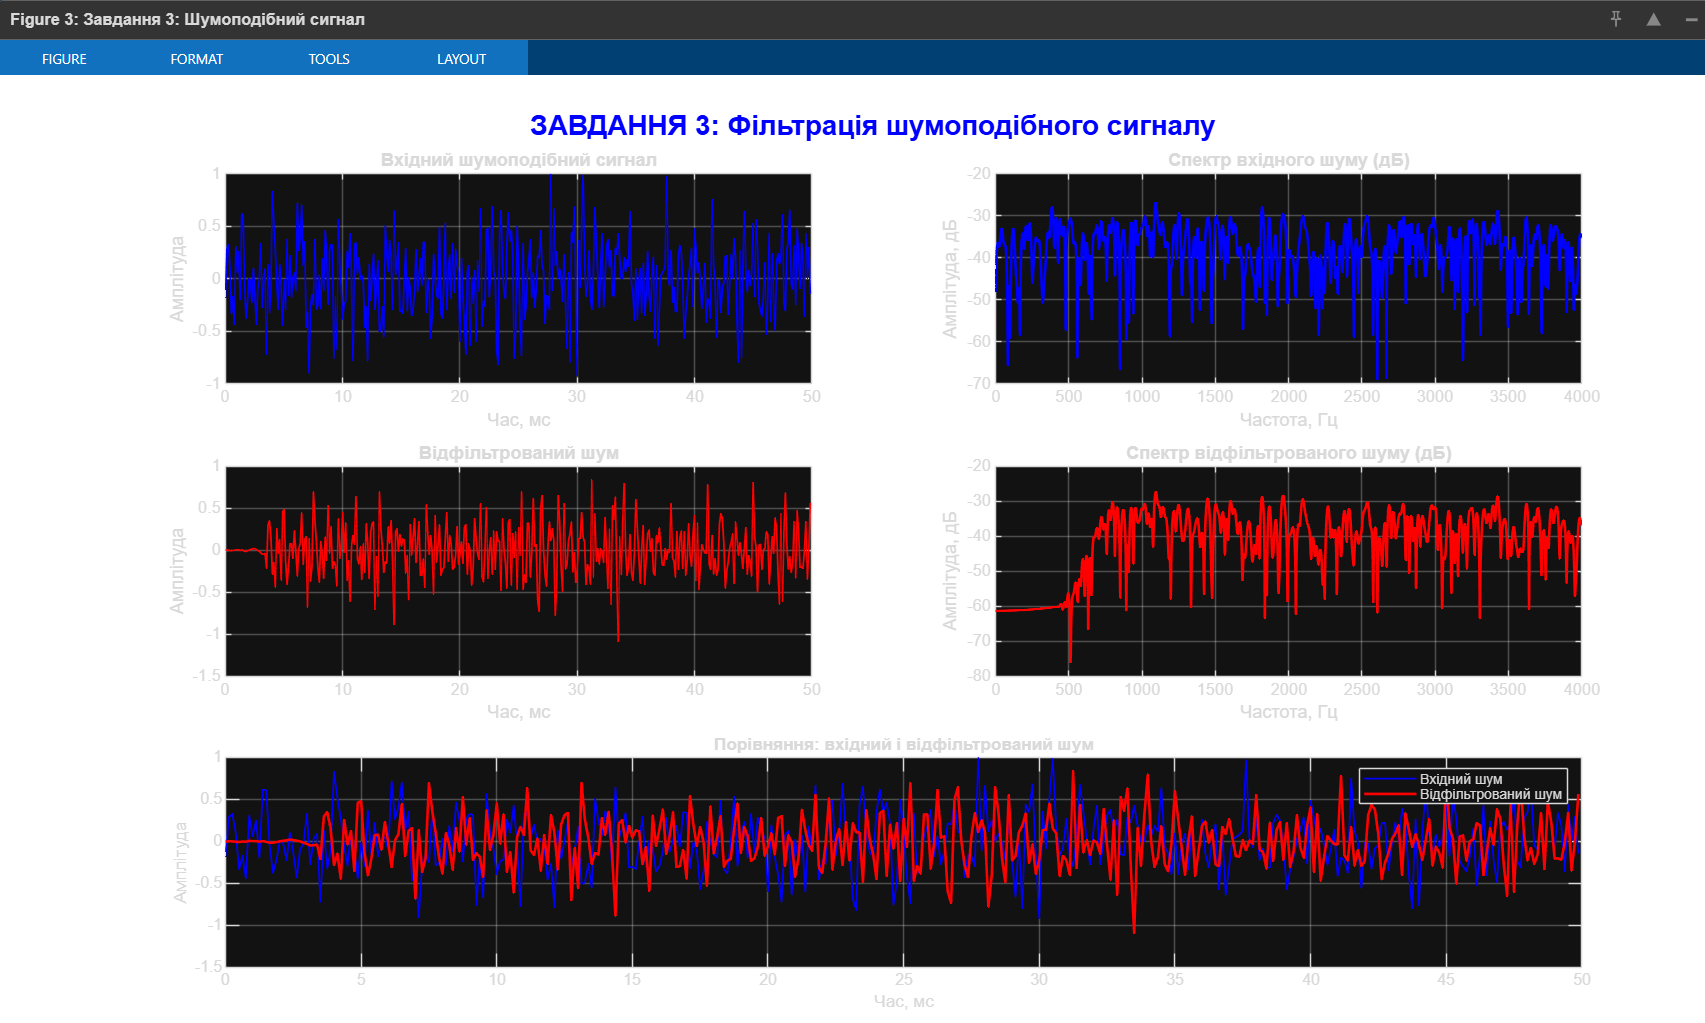 Figure 3: Завдання 3: Шумоподібний сигнал
FIGURE FORMAT TOOLS LAYOUT
ЗАВДАННЯ 3: Фільтрація шумоподібного сигналу
Вхідний шумоподібний сигнал
Амплітуда
1
0.5
0
-0.5
-1
0 10 20 30 40 50
Час, мс
Спектр вхідного шуму (дБ)
Амплітуда, дБ
-20
-30
-40
-50
-60
-70
0 500 1000 1500 2000 2500 3000 3500 4000
Частота, Гц
Відфільтрований шум
Амплітуда
1
0.5
0
-0.5
-1
-1.5
0 10 20 30 40 50
Час, мс
Спектр відфільтрованого шуму (дБ)
Амплітуда, дБ
-20
-30
-40
-50
-60
-70
-80
0 500 1000 1500 2000 2500 3000 3500 4000
Частота, Гц
Порівняння: вхідний і відфільтрований шум
Амплітуда
1
0.5
0
-0.5
-1
-1.5
Вхідний шум
Відфільтрований шум
0 5 10 15 20 25 30 35 40 45 50
Час, мс